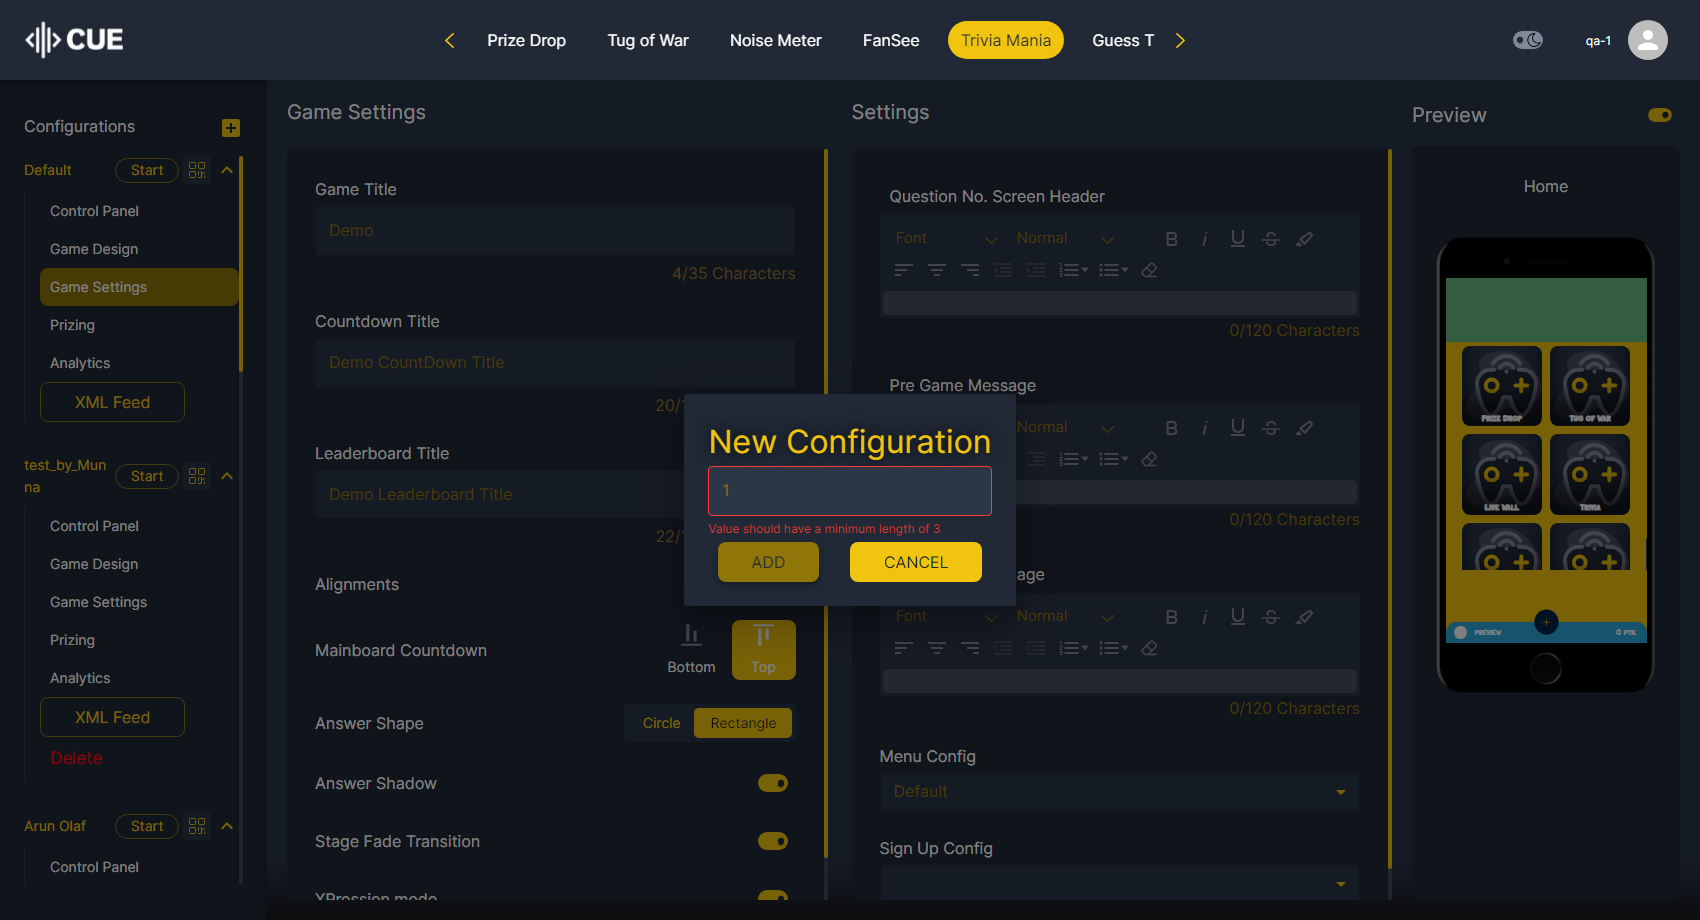 CUE
Prize Drop
Tug of War
Noise Meter
FanSee
Trivia Mania
Guess T
qa-1
Configurations
Default
Start
Control Panel
Game Design
Game Settings
Prizing
Analytics
XML Feed
test_by_Mun
na
Start
Control Panel
Game Design
Game Settings
Prizing
Analytics
XML Feed
Delete
Arun Olaf
Start
Control Panel
Game Settings
Game Title
Demo
4/35 Characters
Countdown Title
Demo CountDown Title
20/
Leaderboard Title
Demo Leaderboard Title
22/
Alignments
Mainboard Countdown
Bottom
Top
Answer Shape
Circle
Rectangle
Answer Shadow
Stage Fade Transition
XPression mode
New Configuration
1
Value should have a minimum length of 3
ADD
CANCEL
Settings
Question No. Screen Header
Font
Normal
0/120 Characters
Pre Game Message
Normal
0/120 Characters
age
Font
Normal
0/120 Characters
Menu Config
Default
Sign Up Config
Preview
Home
PRIZE DROP
TUG OF WAR
LIVE WALL
TRIVIA
PREVIEW
0 PTS.